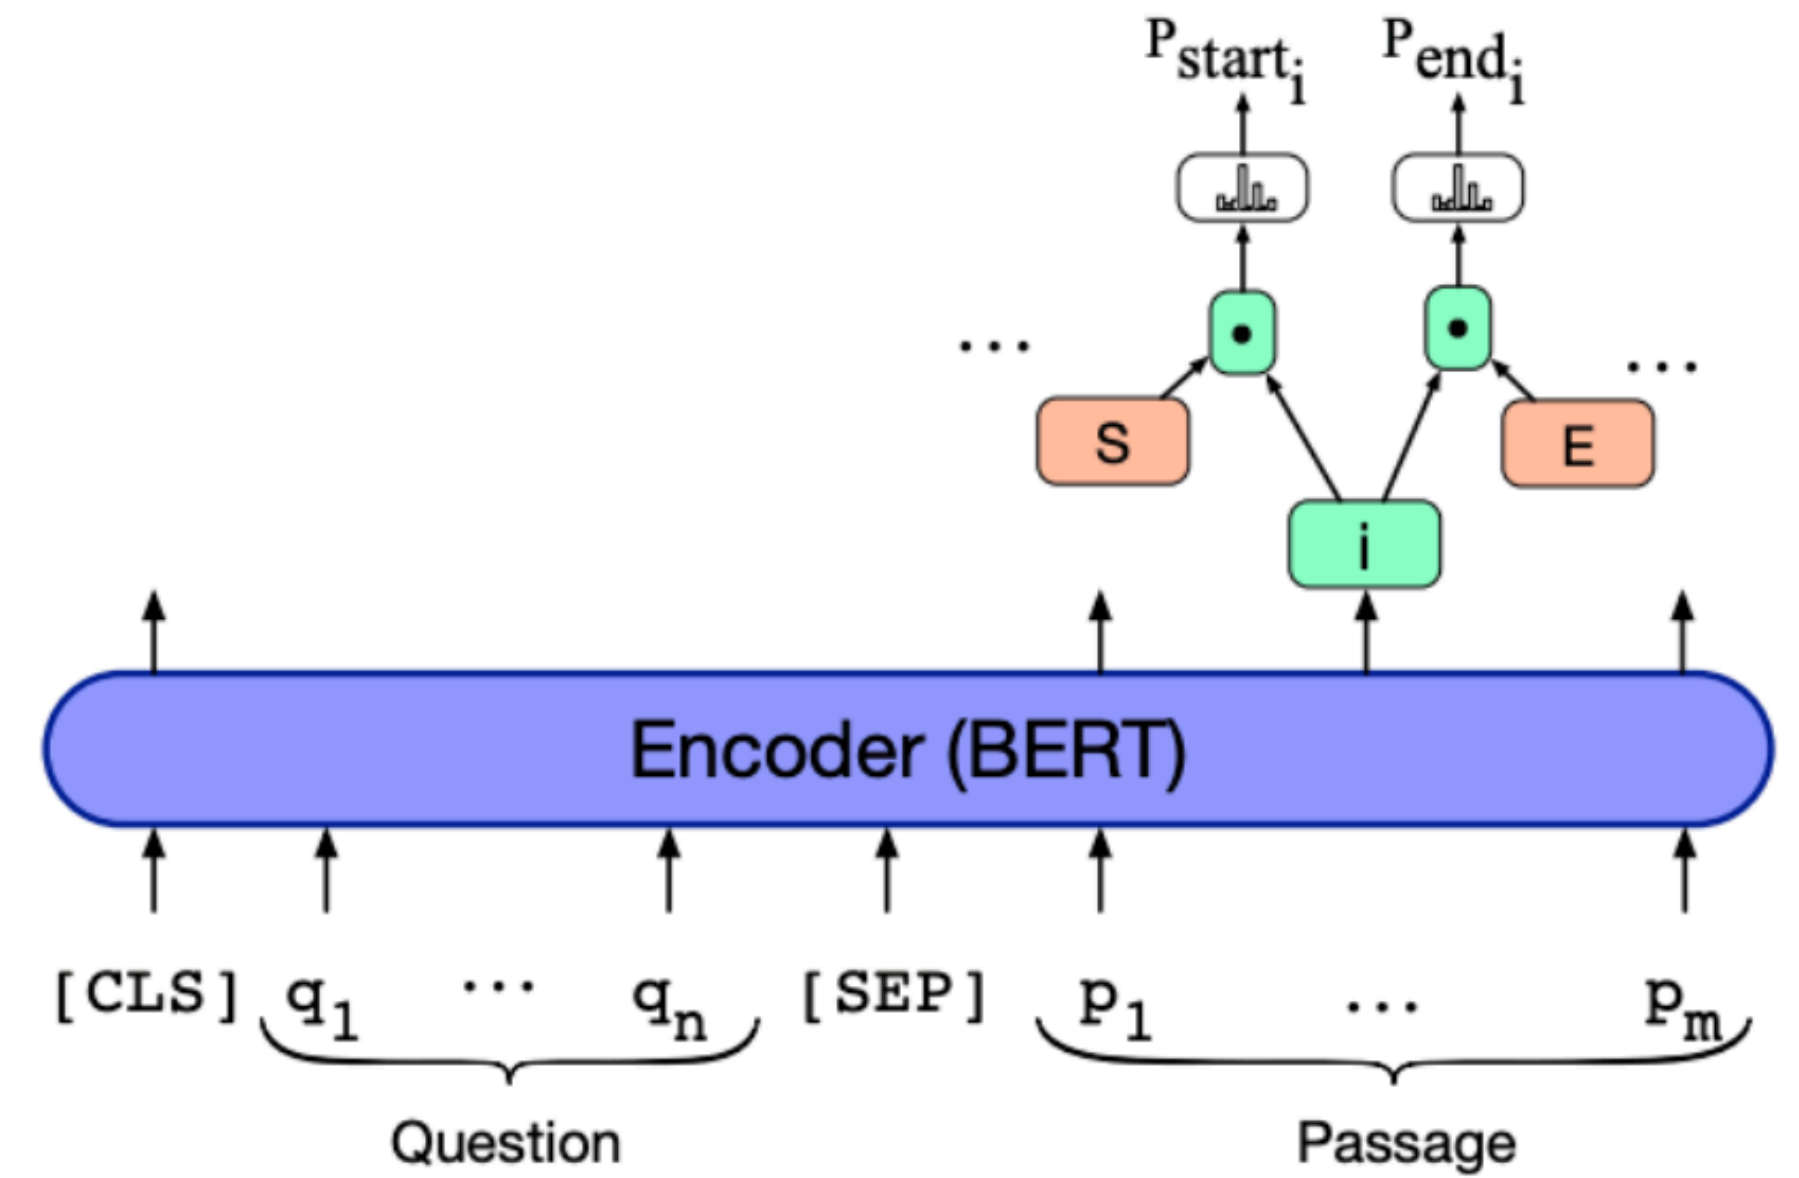 P_start_i P_end_i
... ...
S E
i
Encoder (BERT)
[CLS] q_1 ... q_n [SEP] p_1 ... p_m
Question Passage